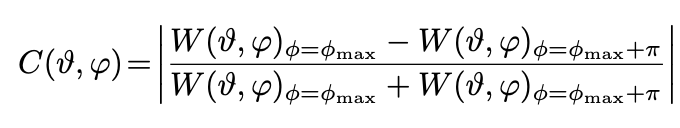 C(ϑ, φ) = | (W(ϑ, φ)_{ϕ=ϕ_max} − W(ϑ, φ)_{ϕ=ϕ_max+π}) / (W(ϑ, φ)_{ϕ=ϕ_max} + W(ϑ, φ)_{ϕ=ϕ_max+π}) |